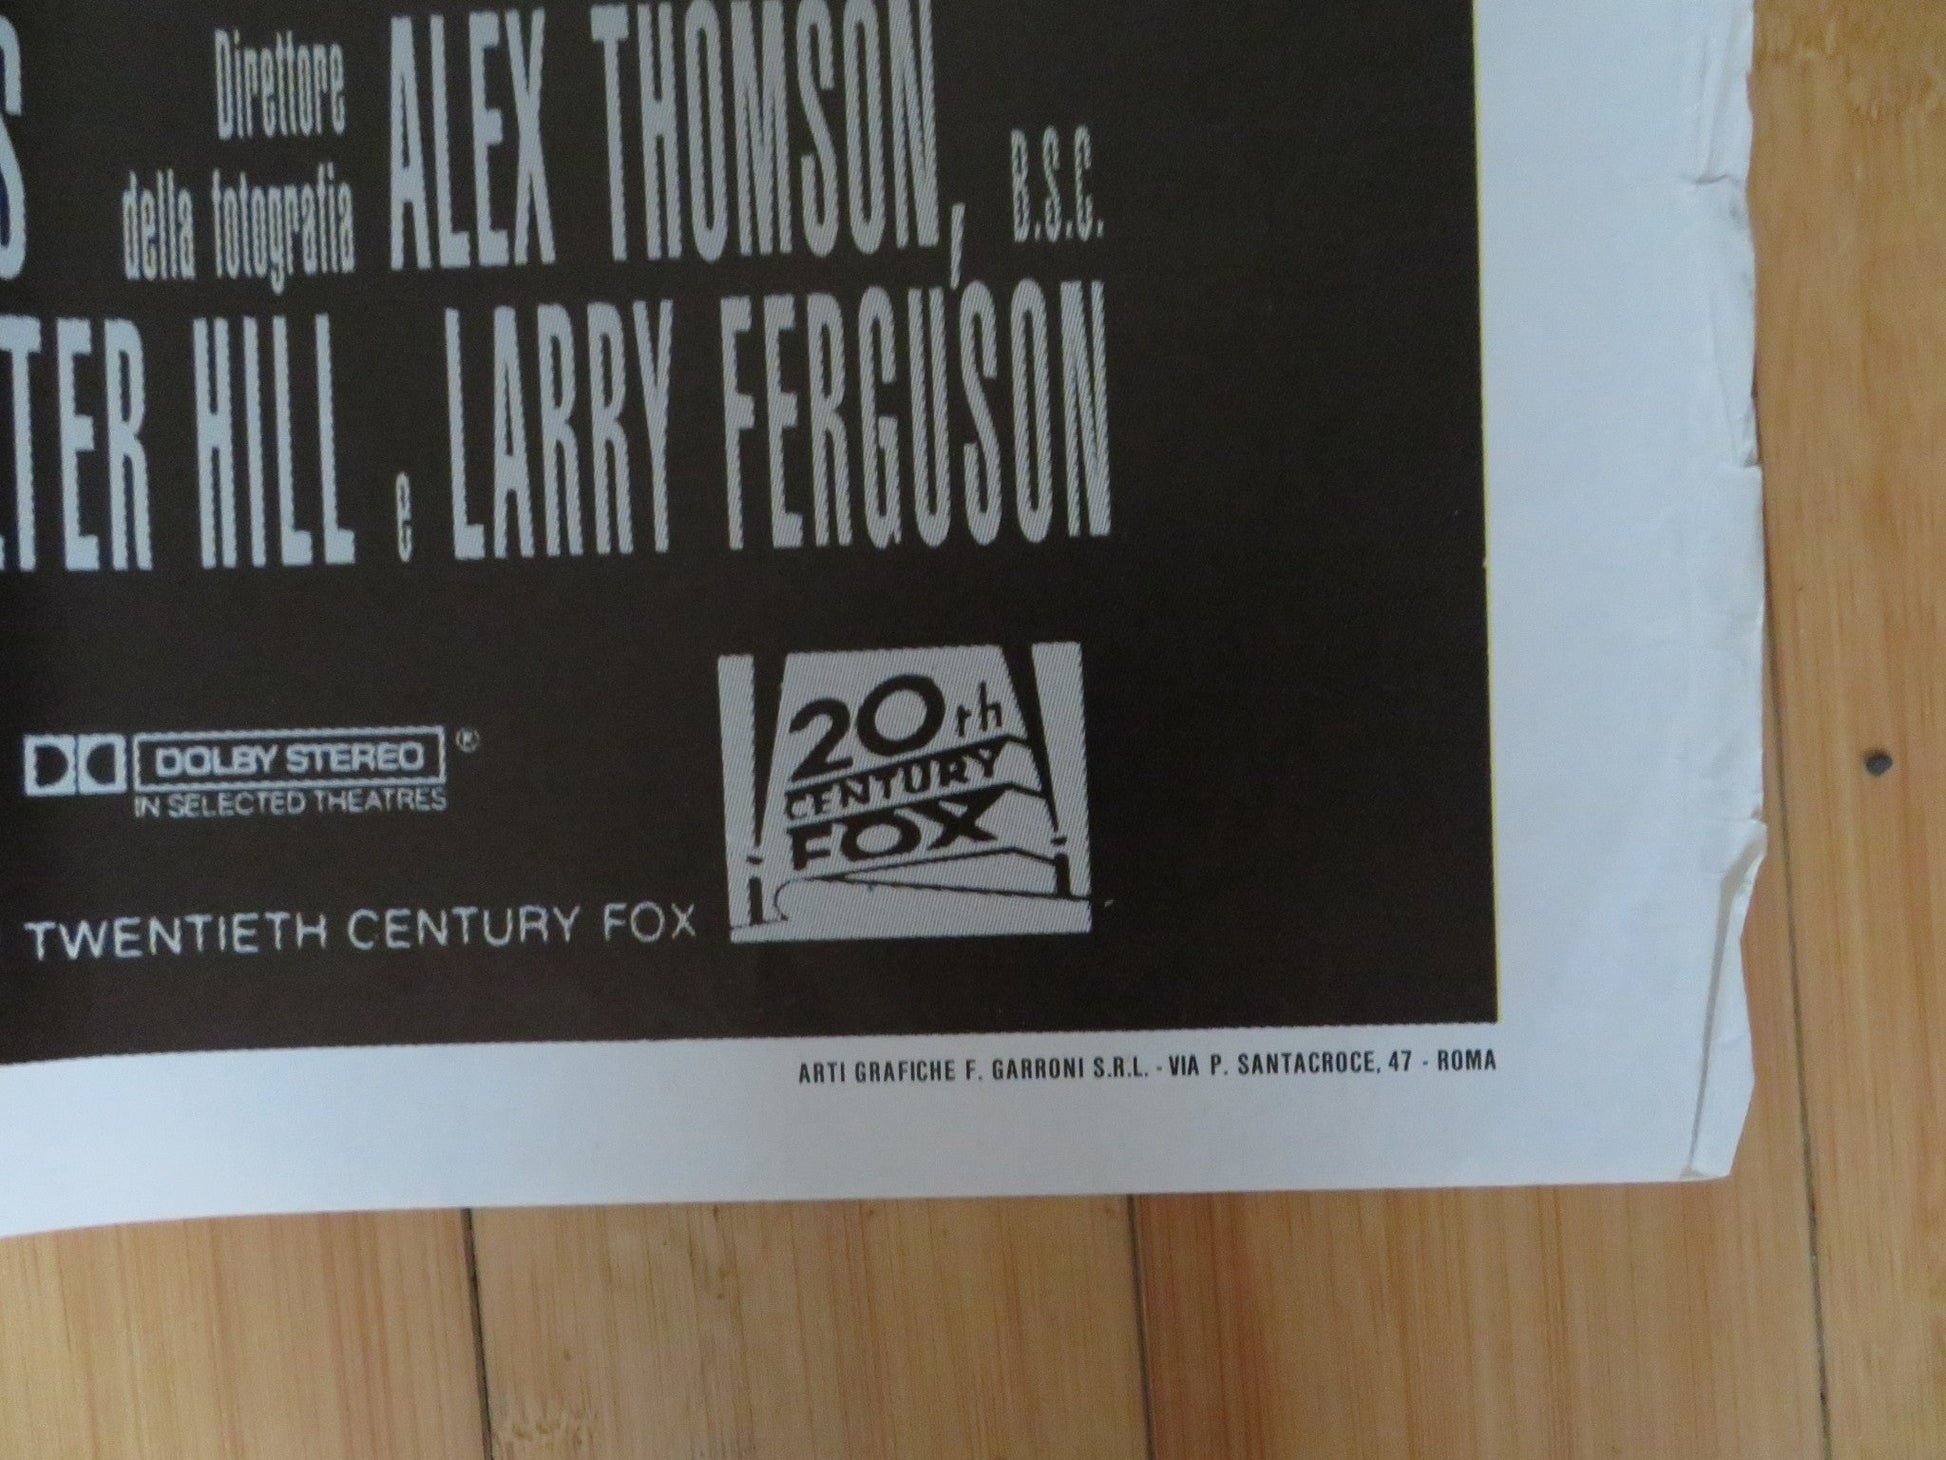 S
Direttore
della fotografia
ALEX THOMSON, B.S.C.
S
TER HILL e LARRY FERGUSON
DOLBY STEREO ®
IN SELECTED THEATRES
20th
CENTURY
FOX
TWENTIETH CENTURY FOX
ARTI GRAFICHE F. GARRONI S.R.L. - VIA P. SANTACROCE, 47 - ROMA